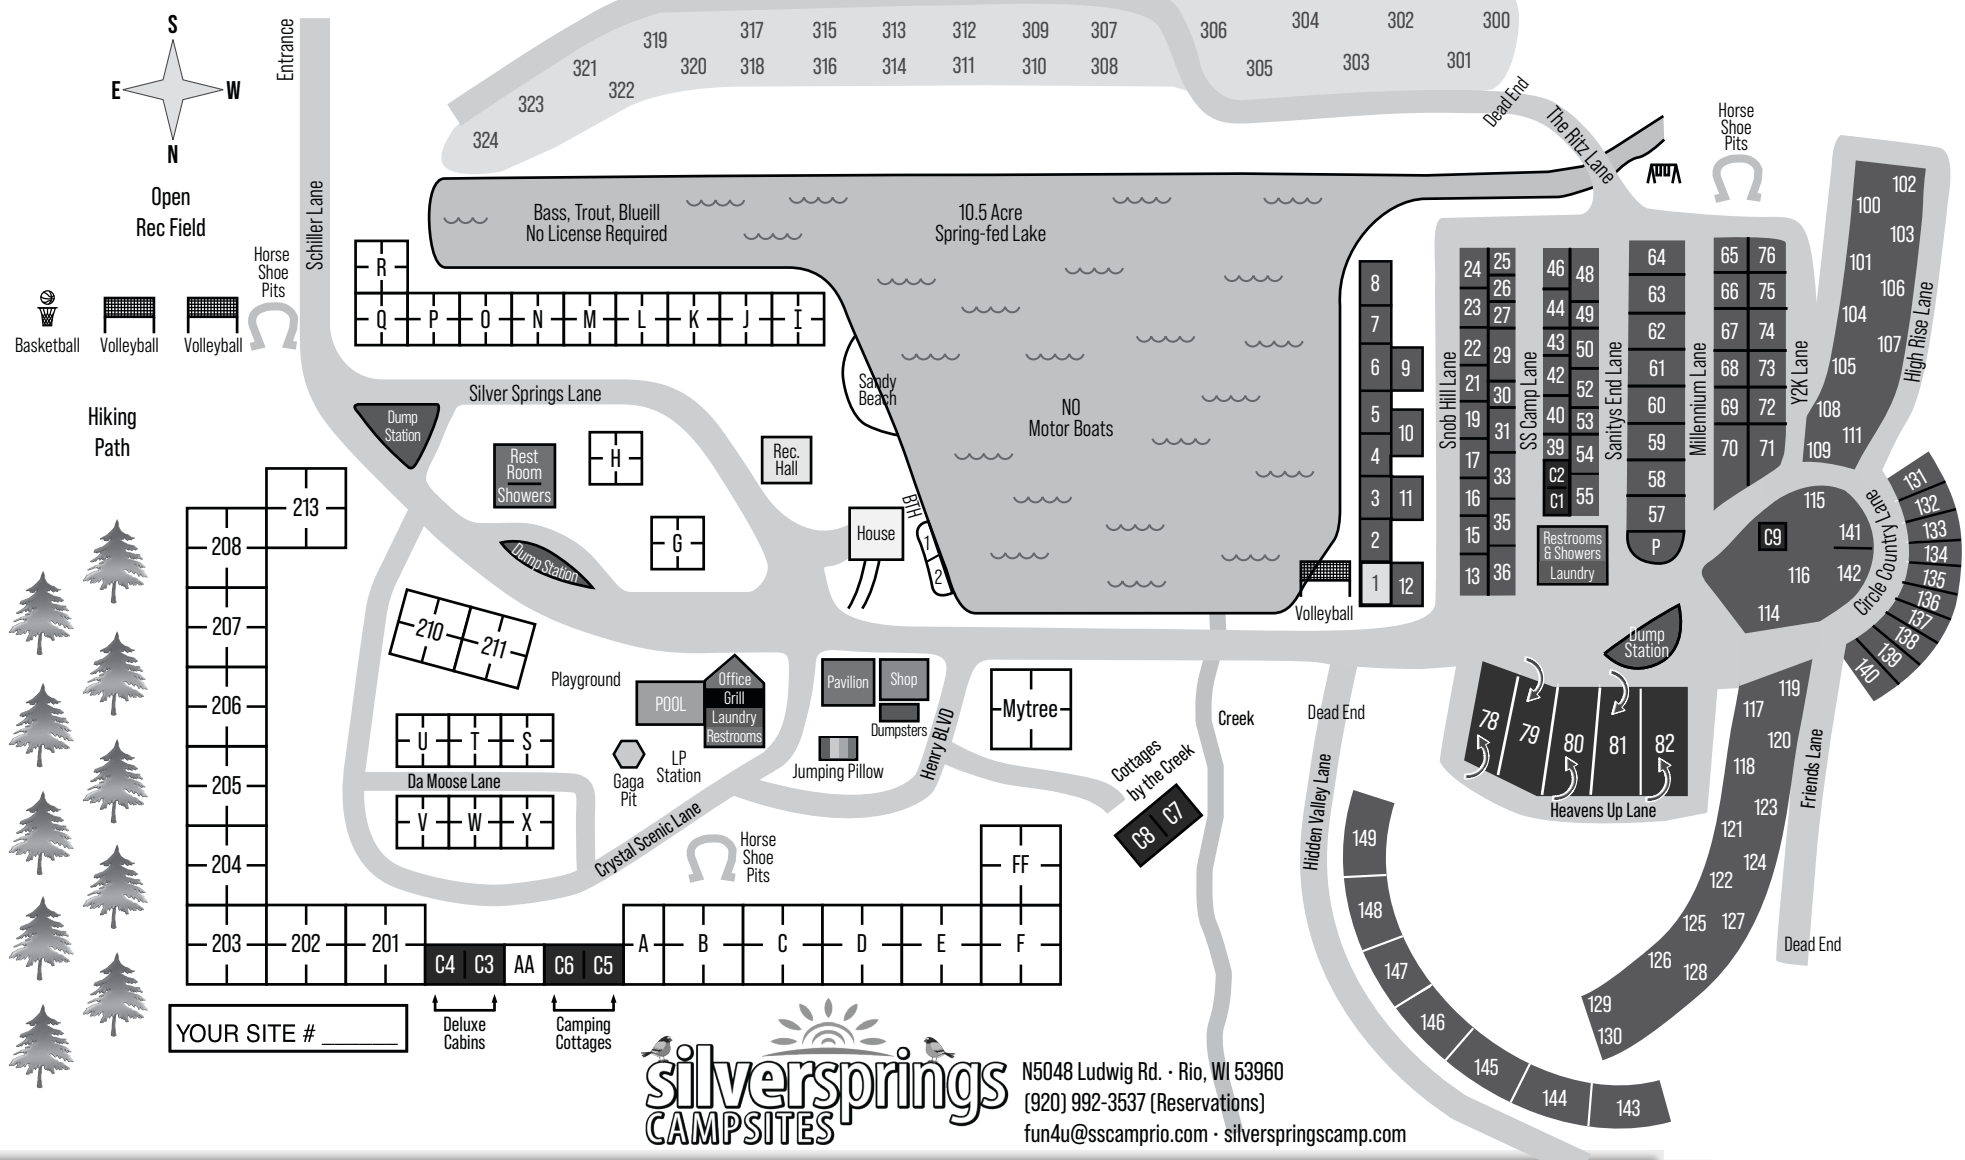 S
E
W
N
Entrance
Schiller Lane
Open
Rec Field
Horse
Shoe
Pits
Basketball
Volleyball
Volleyball
Hiking
Path
319
317
315
313
312
309
307
306
304
302
300
321
320
318
316
314
311
310
308
305
303
301
323
322
324
Dead End
The Ritz Lane
Horse
Shoe
Pits
Bass, Trout, Blueill
No License Required
10.5 Acre
Spring-fed Lake
NO
Motor Boats
R
Q
P
O
N
M
L
K
J
I
Sandy
Beach
Silver Springs Lane
Dump
Station
Rest
Room
Showers
H
Rec.
Hall
G
House
BTH
1
2
Dump Station
213
208
207
206
205
204
203
202
201
210
211
Playground
POOL
Office
Grill
Laundry
Restrooms
Pavilion
Shop
Dumpsters
Jumping Pillow
Henry BLVD
Mytree
U
T
S
Da Moose Lane
V
W
X
Gaga
Pit
LP
Station
Crystal Scenic Lane
Horse
Shoe
Pits
Cottages
by the Creek
C8
C7
Creek
C4
C3
AA
C6
C5
A
B
C
D
E
F
FF
Deluxe
Cabins
Camping
Cottages
YOUR SITE # ______
8
7
6
5
4
3
2
1
9
10
11
12
Volleyball
Snob Hill Lane
24
23
22
21
19
17
16
15
13
25
26
27
29
30
31
33
35
36
SS Camp Lane
46
44
43
42
40
39
C2
C1
48
49
50
52
53
54
55
Restrooms
& Showers
Laundry
Sanitys End Lane
64
63
62
61
60
59
58
57
P
Millennium Lane
65
66
67
68
69
70
76
75
74
73
72
71
Y2K Lane
102
100
103
101
106
104
107
105
108
111
109
High Rise Lane
115
C9
141
116
142
114
Circle Country Lane
131
132
133
134
135
136
137
138
139
140
Dump
Station
78
79
80
81
82
Heavens Up Lane
Dead End
Hidden Valley Lane
119
117
120
118
123
121
124
122
125
127
126
128
129
130
Friends Lane
Dead End
149
148
147
146
145
144
143
silversprings
CAMPSITES
N5048 Ludwig Rd. · Rio, WI 53960
(920) 992-3537 (Reservations)
fun4u@sscamprio.com · silverspringscamp.com